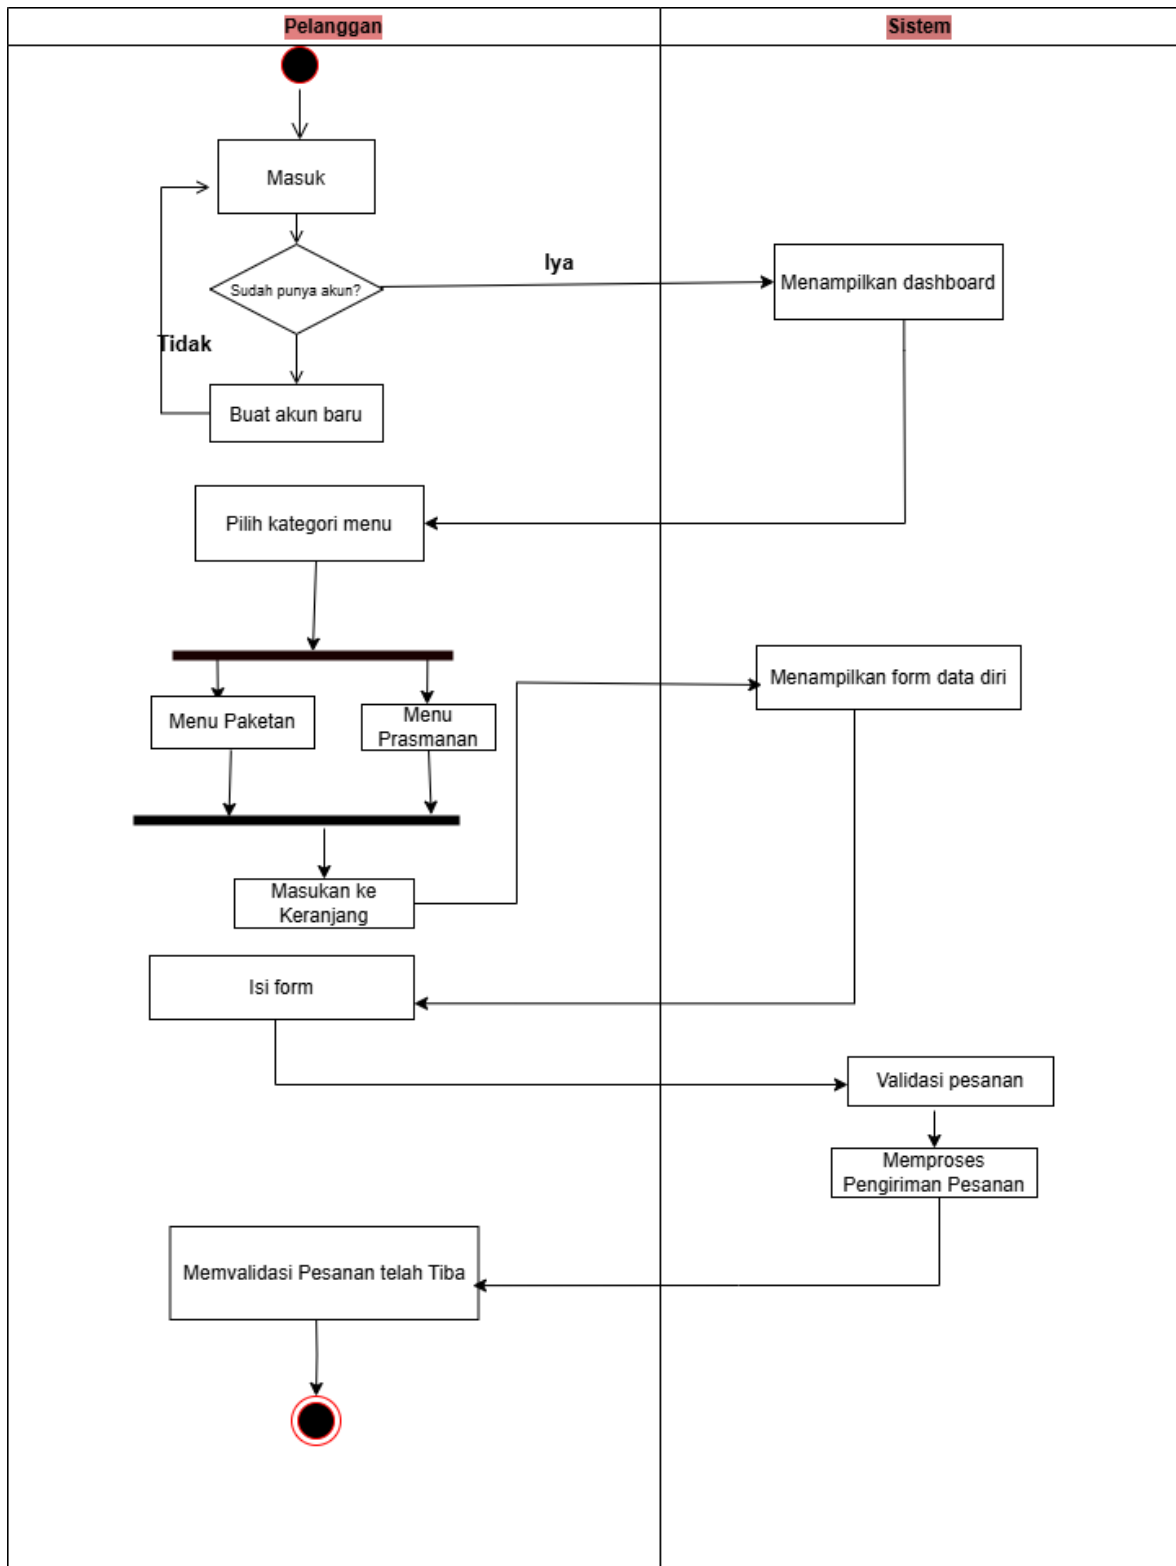 Pelanggan
Sistem
Masuk
Sudah punya akun?
Iya
Menampilkan dashboard
Tidak
Buat akun baru
Pilih kategori menu
Menu Paketan
Menu
Prasmanan
Menampilkan form data diri
Masukan ke
Keranjang
Isi form
Validasi pesanan
Memproses
Pengiriman Pesanan
Memvalidasi Pesanan telah Tiba